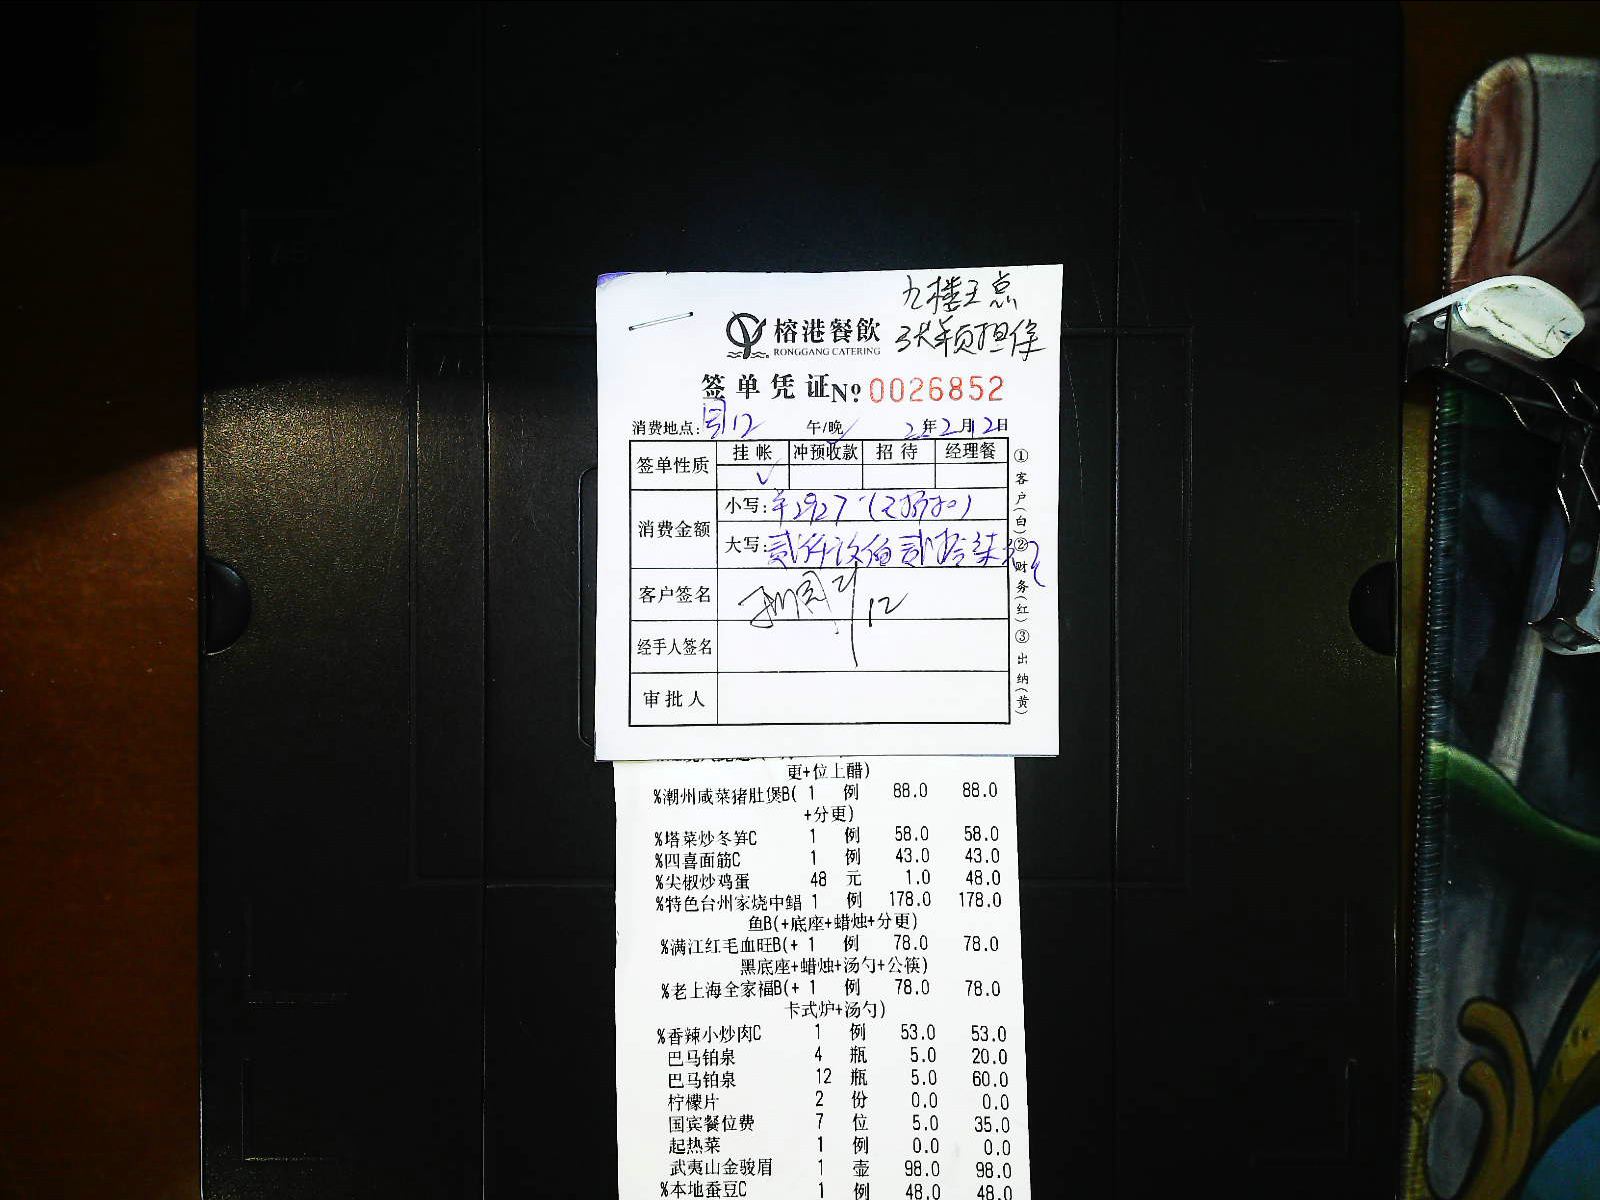 九楼王总
榕港餐飲
RONGGANG CATERING
签单凭证 No. 0026852
消费地点: 12 午/晚 2年2月12日
签单性质 挂帐 冲预收款 招待 经理餐
✓
消费金额 小写: ¥2927
大写: 贰仟玖佰贰拾柒元
客户签名 12
经手人签名
审批人
①客户(白)②财务(红)③出纳(黄)
更+位上醋)
%潮州咸菜猪肚煲B( 1 例 88.0 88.0
+分更)
%塔菜炒冬笋C 1 例 58.0 58.0
%四喜面筋C 1 例 43.0 43.0
%尖椒炒鸡蛋 48 元 1.0 48.0
%特色台州家烧中鲳 1 例 178.0 178.0
鱼B(+底座+蜡烛+分更)
%满江红毛血旺B(+ 1 例 78.0 78.0
黑底座+蜡烛+汤勺+公筷)
%老上海全家福B(+ 1 例 78.0 78.0
卡式炉+汤勺)
%香辣小炒肉C 1 例 53.0 53.0
巴马铂泉 4 瓶 5.0 20.0
巴马铂泉 12 瓶 5.0 60.0
柠檬片 2 份 0.0 0.0
国宾餐位费 7 位 5.0 35.0
起热菜 1 例 0.0 0.0
武夷山金骏眉 1 壶 98.0 98.0
%本地蚕豆C 1 例 48.0 48.0